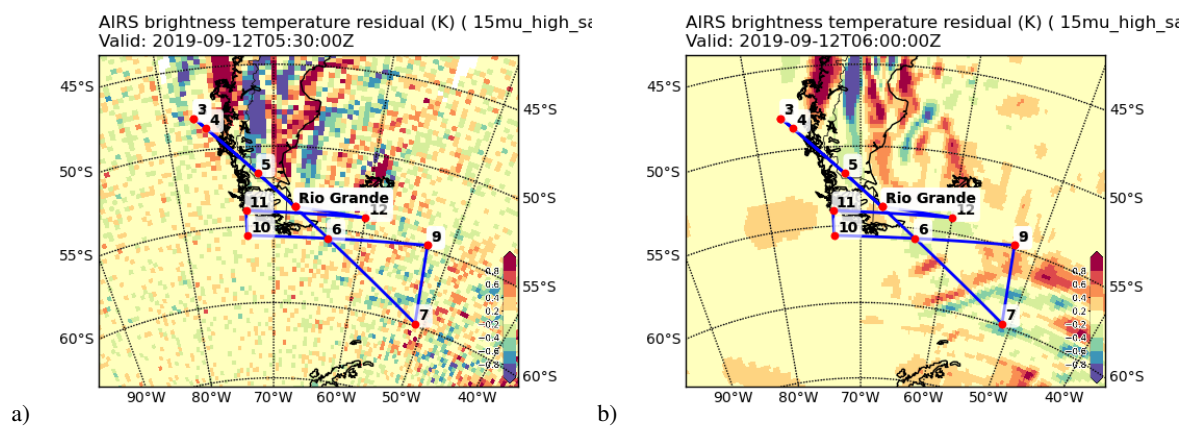 AIRS brightness temperature residual (K) ( 15mu_high_sa
Valid: 2019-09-12T05:30:00Z
45°S
50°S
55°S
60°S
45°S
50°S
55°S
60°S
3
4
5
Rio Grande
11
12
10
6
9
7
0.8
0.6
0.4
0.2
−0.2
−0.4
−0.6
−0.8
90°W
80°W
70°W
60°W
50°W
40°W
a)
AIRS brightness temperature residual (K) ( 15mu_high_sa
Valid: 2019-09-12T06:00:00Z
45°S
50°S
55°S
60°S
45°S
50°S
55°S
60°S
3
4
5
Rio Grande
11
12
10
6
9
7
0.8
0.6
0.4
0.2
−0.2
−0.4
−0.6
−0.8
90°W
80°W
70°W
60°W
50°W
40°W
b)